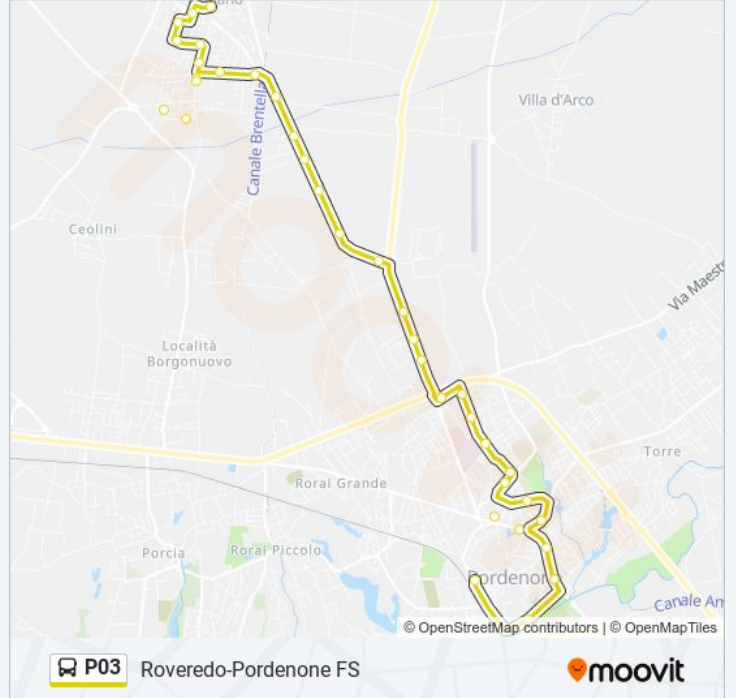 Villa d'Arco
Canale Brentella
Ceolini
Via Maestr
Località
Borgonuovo
Torre
Rorai Grande
Porcia
Rorai Piccolo
Pordenon
Canale Am
© OpenStreetMap contributors | © OpenMapTiles
P03 Roveredo-Pordenone FS
moovit